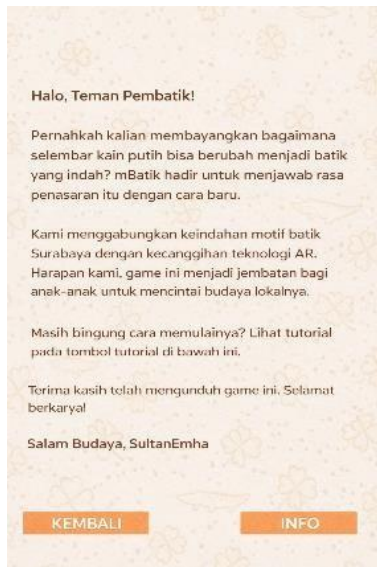 Halo, Teman Pembatik!
Pernahkah kalian membayangkan bagaimana
selembar kain putih bisa berubah menjadi batik
yang indah? mBatik hadir untuk menjawab rasa
penasaran itu dengan cara baru.
Kami menggabungkan keindahan motif batik
Surabaya dengan kecanggihan teknologi AR.
Harapan kami, game ini menjadi jembatan bagi
anak-anak untuk mencintai budaya lokalnya.
Masih bingung cara memulainya? Lihat tutorial
pada tombol tutorial di bawah ini.
Terima kasih telah mengunduh game ini. Selamat
berkarya!
Salam Budaya, SultanEmha
KEMBALI
INFO